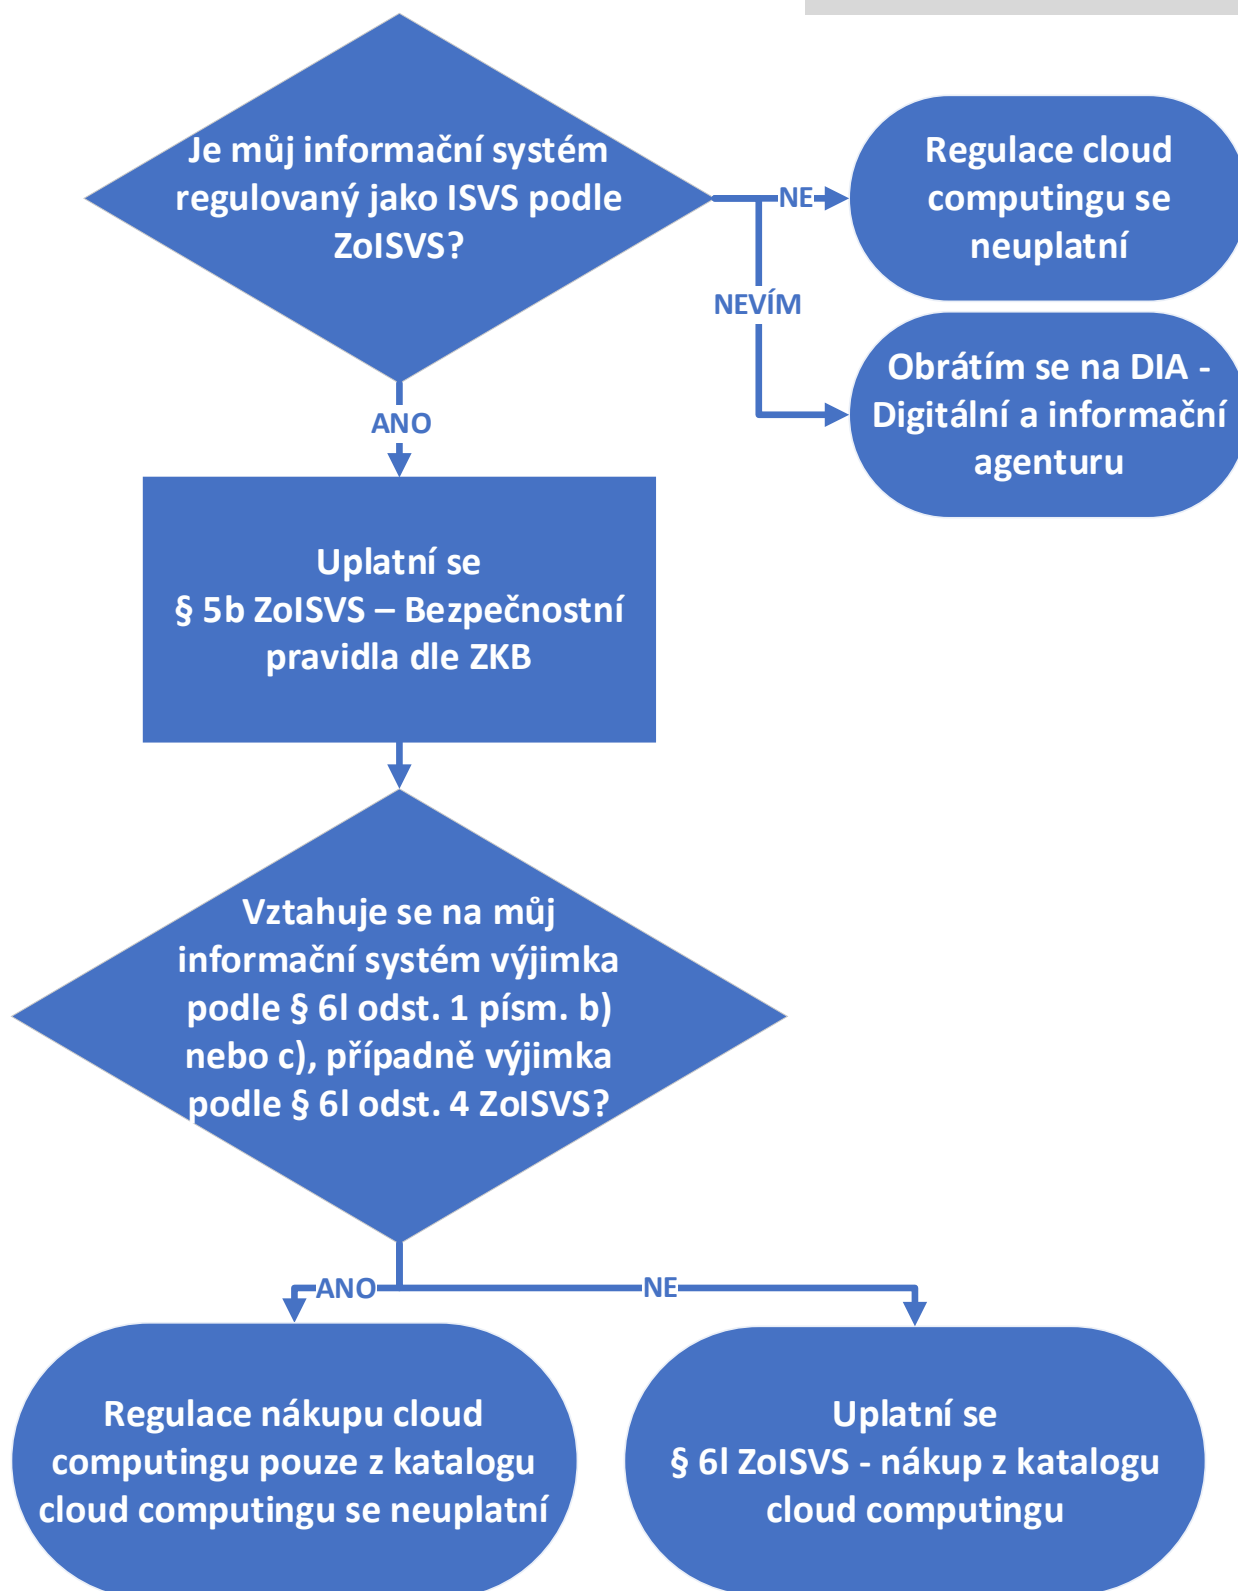 Je můj informační systém
regulovaný jako ISVS podle
ZoISVS?
NE
Regulace cloud
computingu se
neuplatní
NEVÍM
Obrátím se na DIA -
Digitální a informační
agenturu
ANO
Uplatní se
§ 5b ZoISVS – Bezpečnostní
pravidla dle ZKB
Vztahuje se na můj
informační systém výjimka
podle § 6l odst. 1 písm. b)
nebo c), případně výjimka
podle § 6l odst. 4 ZoISVS?
ANO
NE
Regulace nákupu cloud
computingu pouze z katalogu
cloud computingu se neuplatní
Uplatní se
§ 6l ZoISVS - nákup z katalogu
cloud computingu